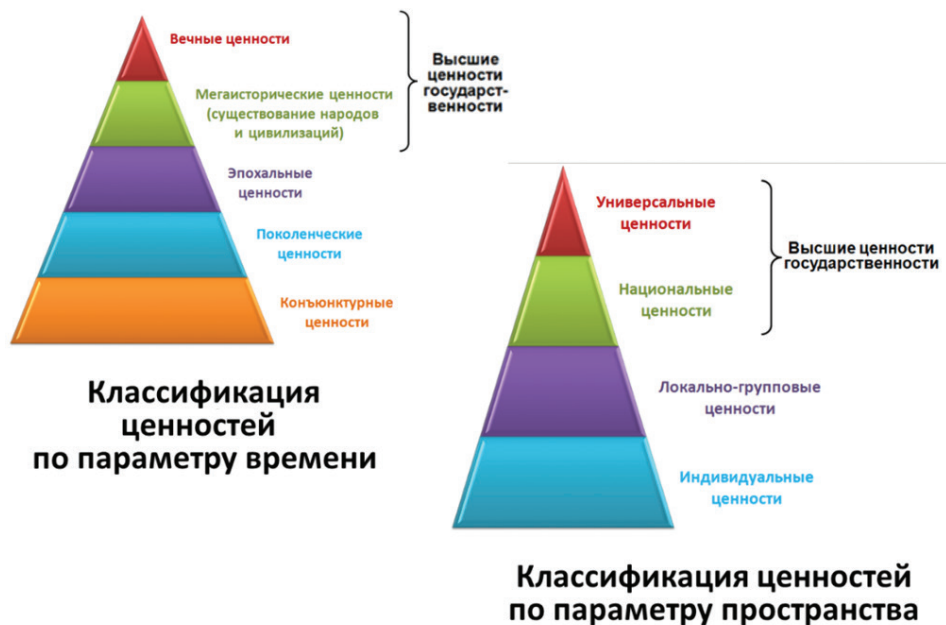 Вечные ценности
Мегаисторические ценности
(существование народов
и цивилизаций)
Эпохальные
ценности
Поколенческие
ценности
Конъюнктурные
ценности
Высшие
ценности
государст-
венности
Классификация
ценностей
по параметру времени
Универсальные
ценности
Национальные
ценности
Локально-групповые
ценности
Индивидуальные
ценности
Высшие ценности
государственности
Классификация ценностей
по параметру пространства